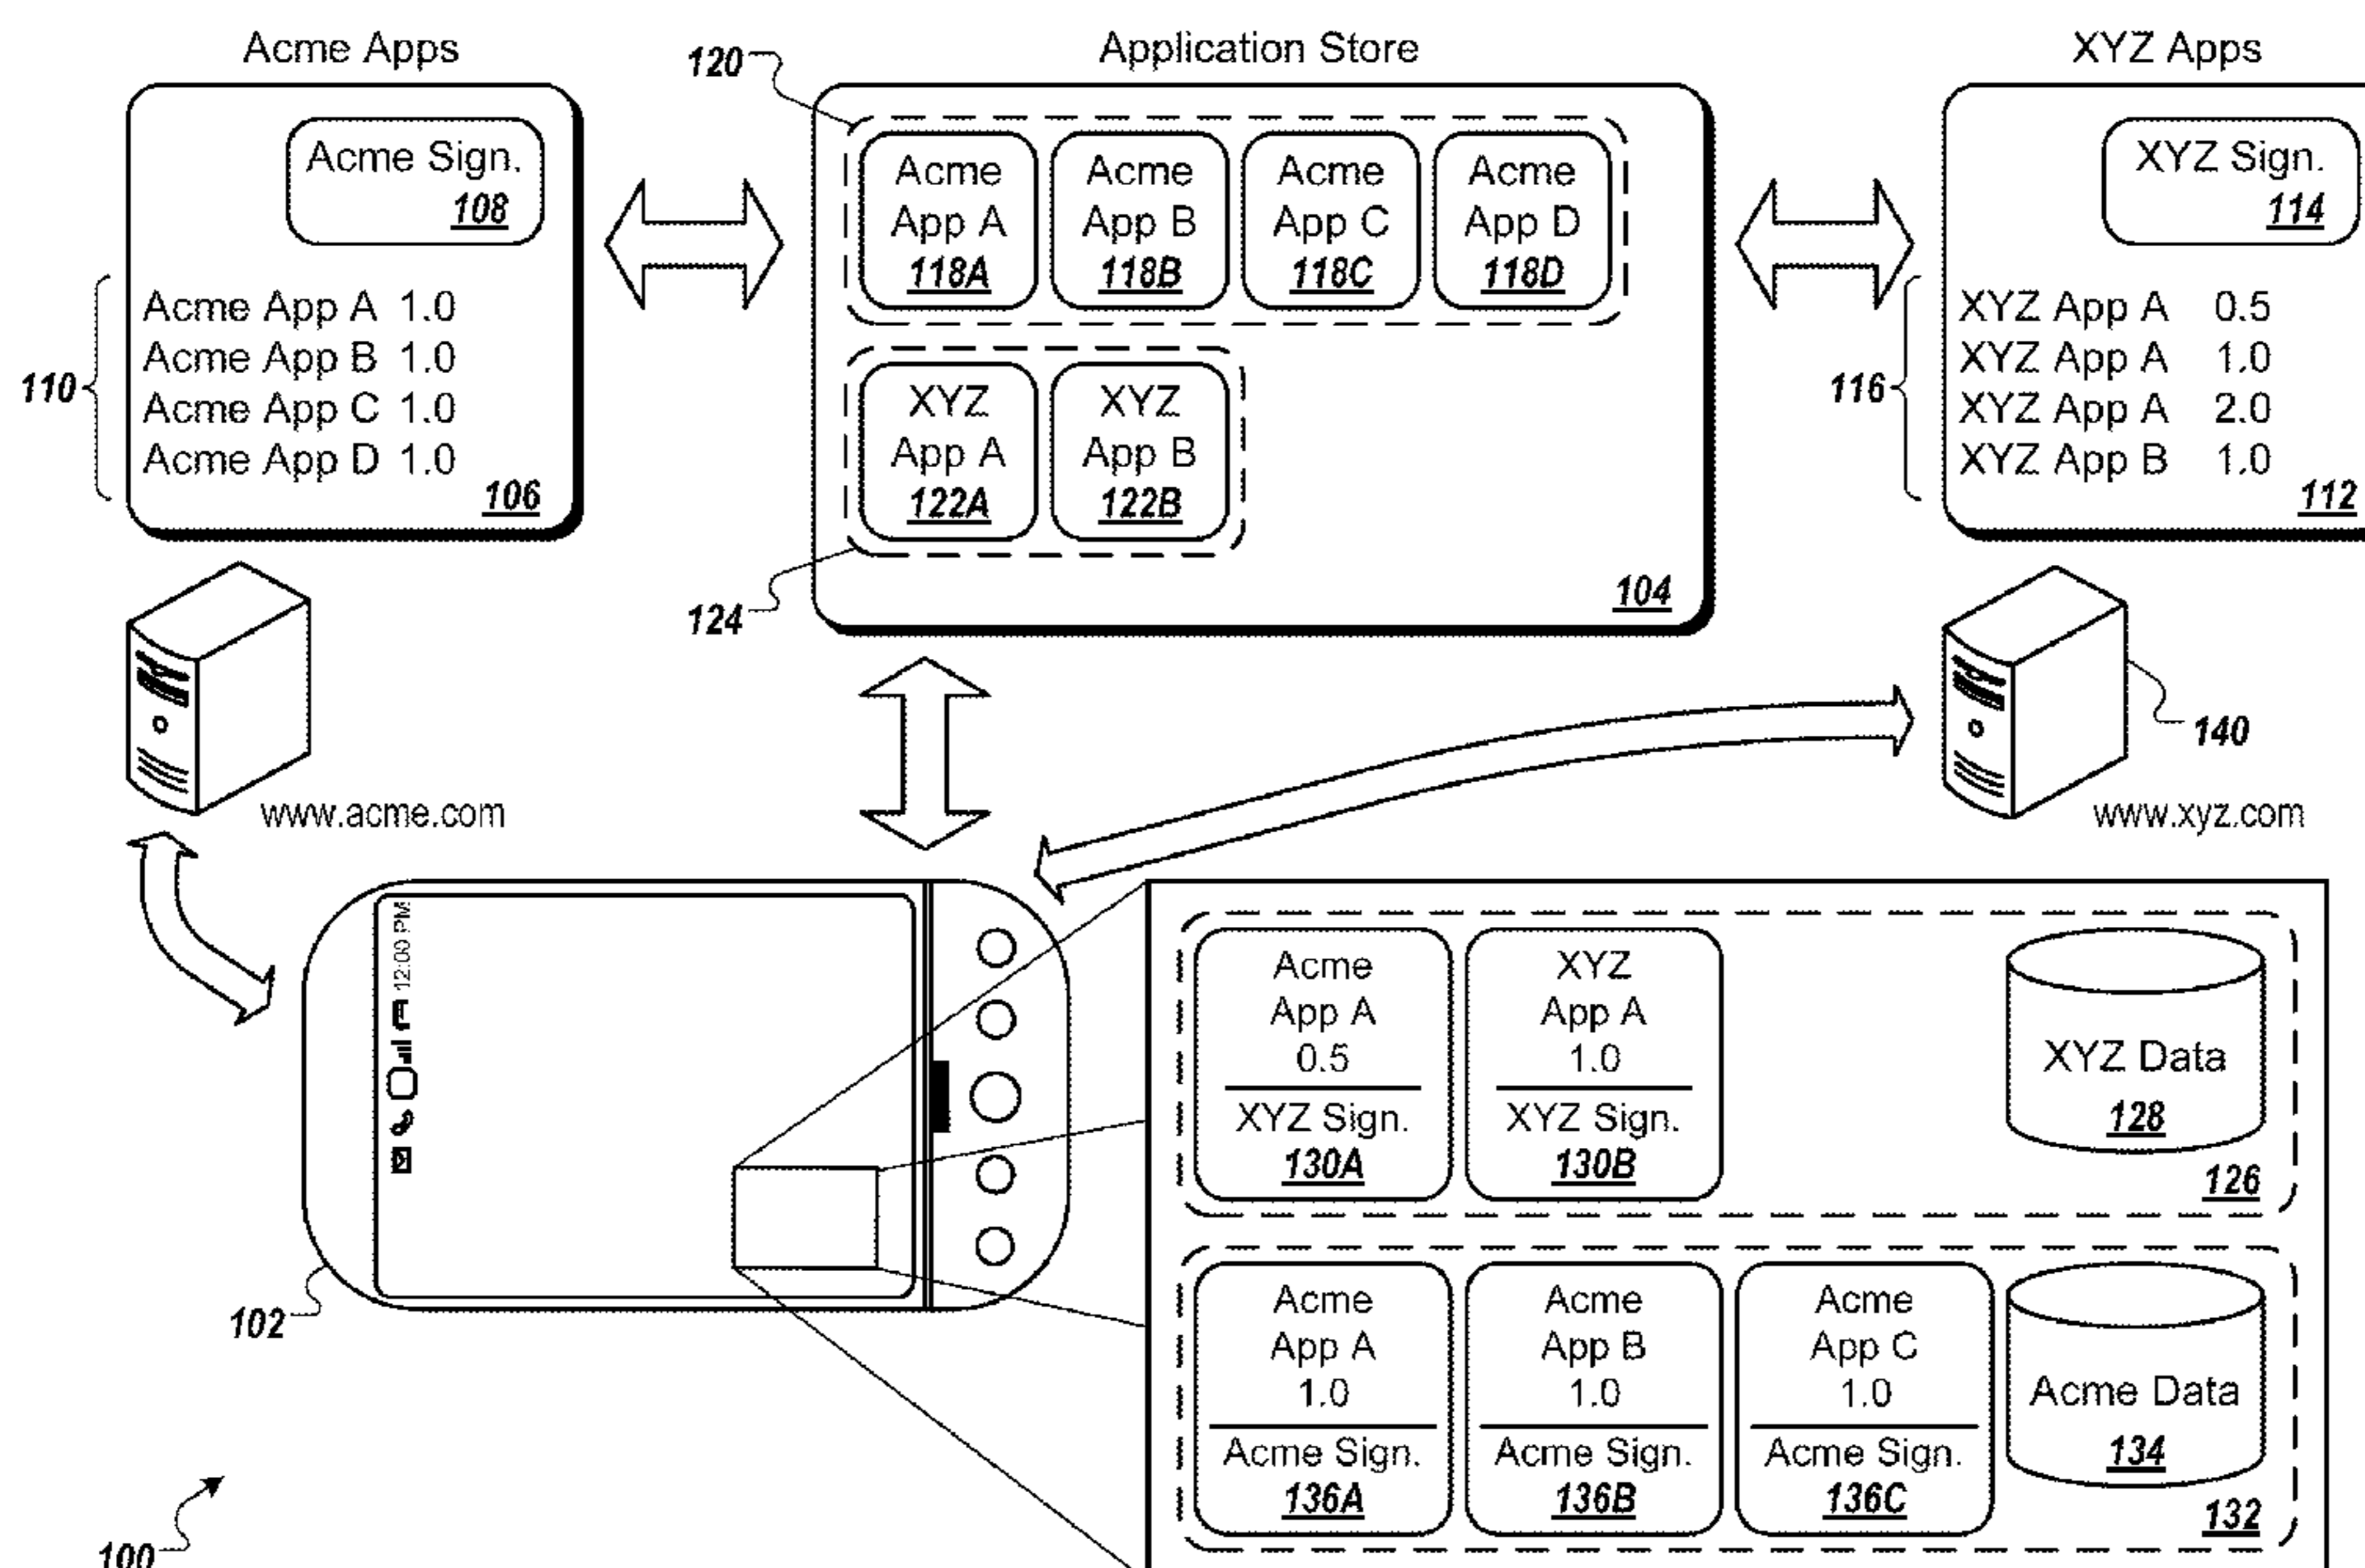 Acme Apps
Application Store
XYZ Apps
120
Acme Sign.
108
110
Acme App A 1.0
Acme App B 1.0
Acme App C 1.0
Acme App D 1.0
106
Acme
App A
118A
Acme
App B
118B
Acme
App C
118C
Acme
App D
118D
XYZ
App A
122A
XYZ
App B
122B
124
104
XYZ Sign.
114
116
XYZ App A 0.5
XYZ App A 1.0
XYZ App A 2.0
XYZ App B 1.0
112
www.acme.com
140
www.xyz.com
12:00 PM
102
Acme
App A
0.5
XYZ Sign.
130A
XYZ
App A
1.0
XYZ Sign.
130B
XYZ Data
128
126
Acme
App A
1.0
Acme Sign.
136A
Acme
App B
1.0
Acme Sign.
136B
Acme
App C
1.0
Acme Sign.
136C
Acme Data
134
132
100